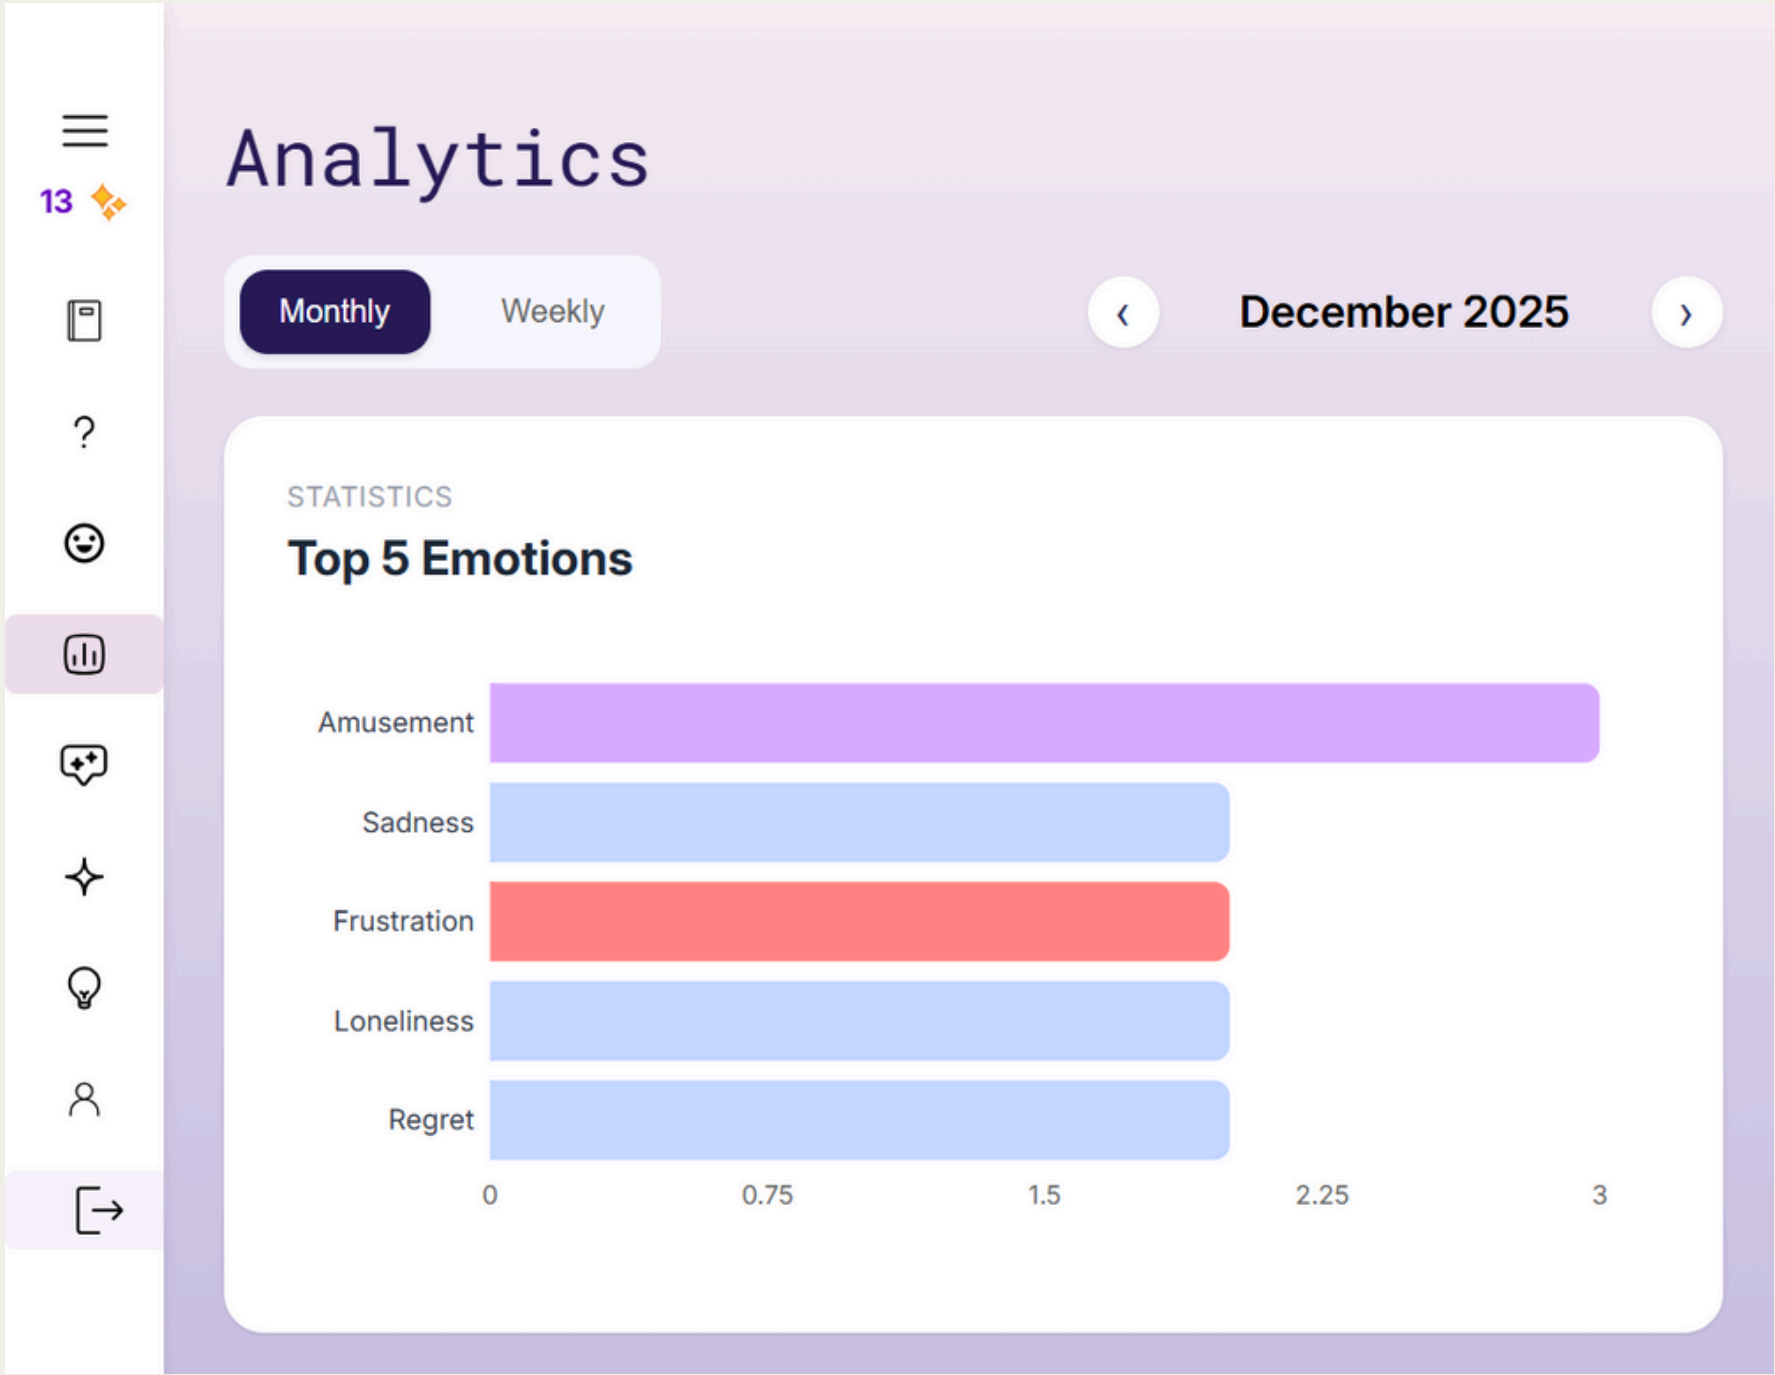 Analytics
13
Monthly Weekly
‹ December 2025 ›
STATISTICS
Top 5 Emotions
Amusement
Sadness
Frustration
Loneliness
Regret
0 0.75 1.5 2.25 3
?